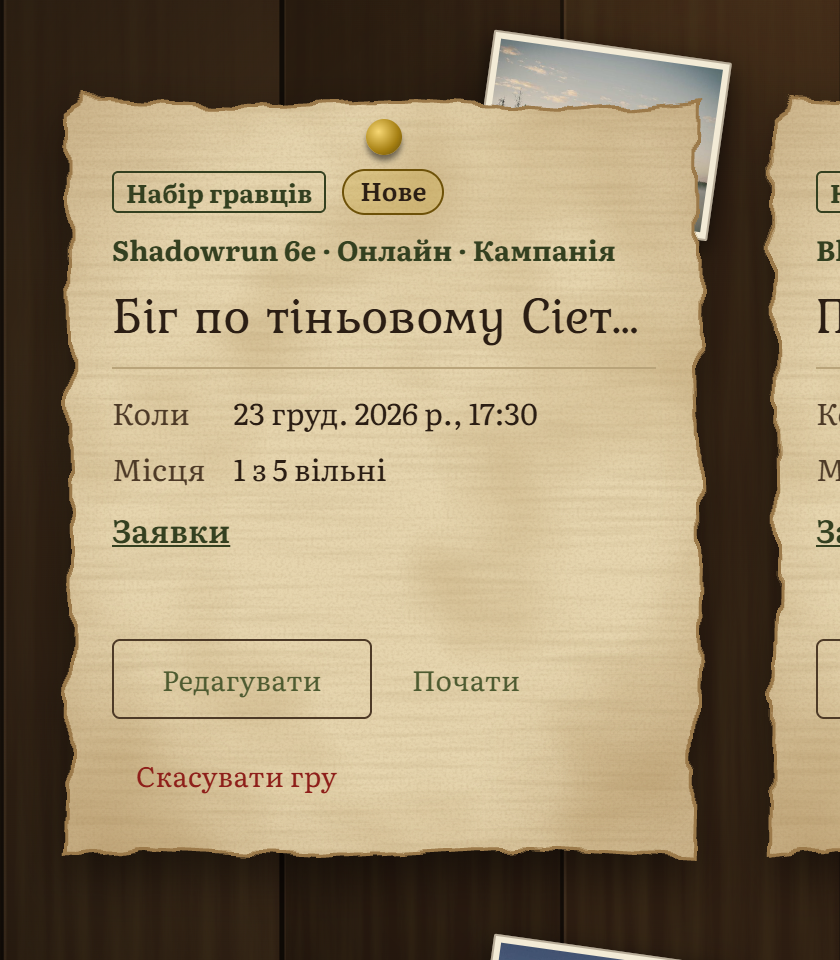 Набір гравців
Нове
Shadowrun 6e · Онлайн · Кампанія
Біг по тіньовому Сієт...
Коли 23 груд. 2026 р., 17:30
Місця 1 з 5 вільні
Заявки
Редагувати
Почати
Скасувати гру